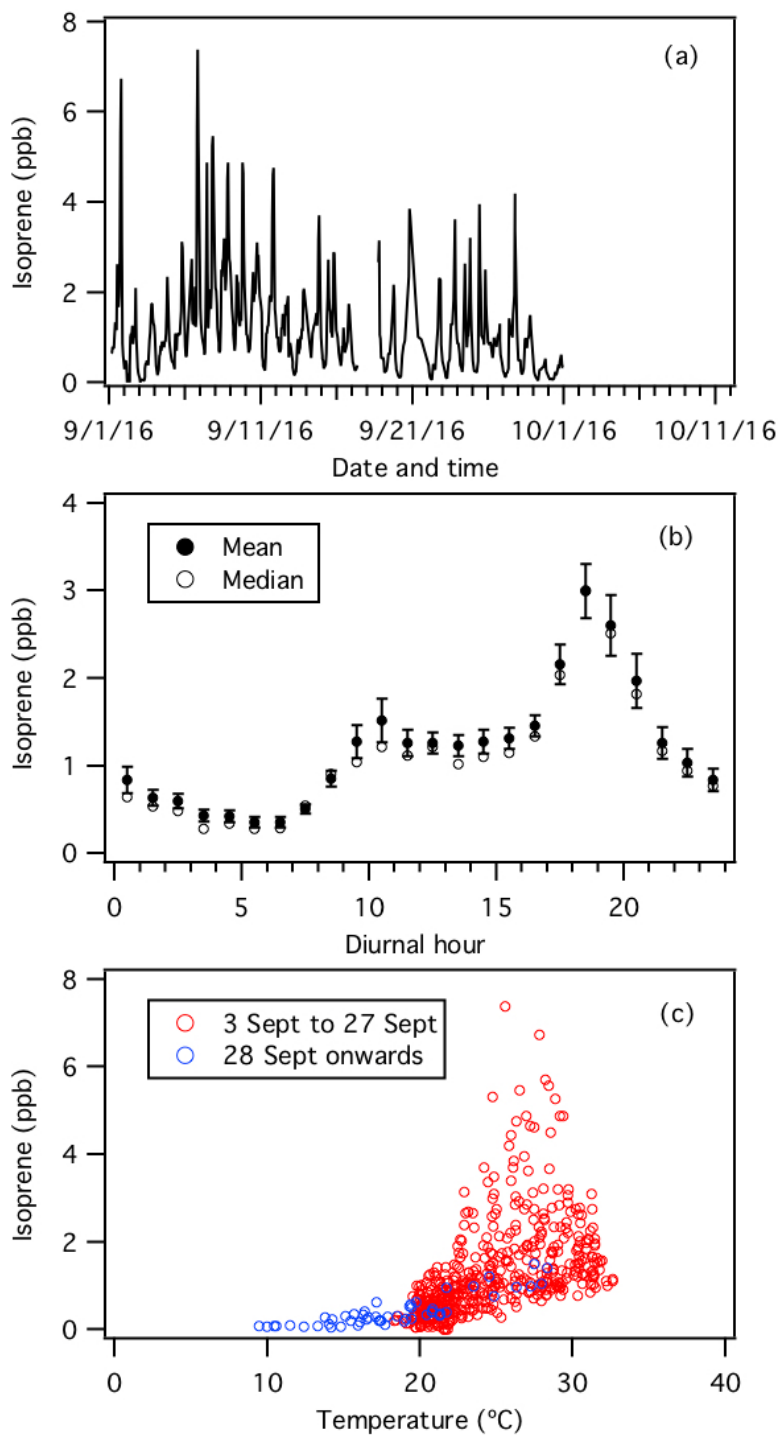 8
(a)
6
Isoprene (ppb)
4
2
0
9/1/16 9/11/16 9/21/16 10/1/16 10/11/16
Date and time
4
(b)
Mean
Median
3
Isoprene (ppb)
2
1
0
0 5 10 15 20
Diurnal hour
8
(c)
3 Sept to 27 Sept
28 Sept onwards
6
Isoprene (ppb)
4
2
0
0 10 20 30 40
Temperature (ºC)